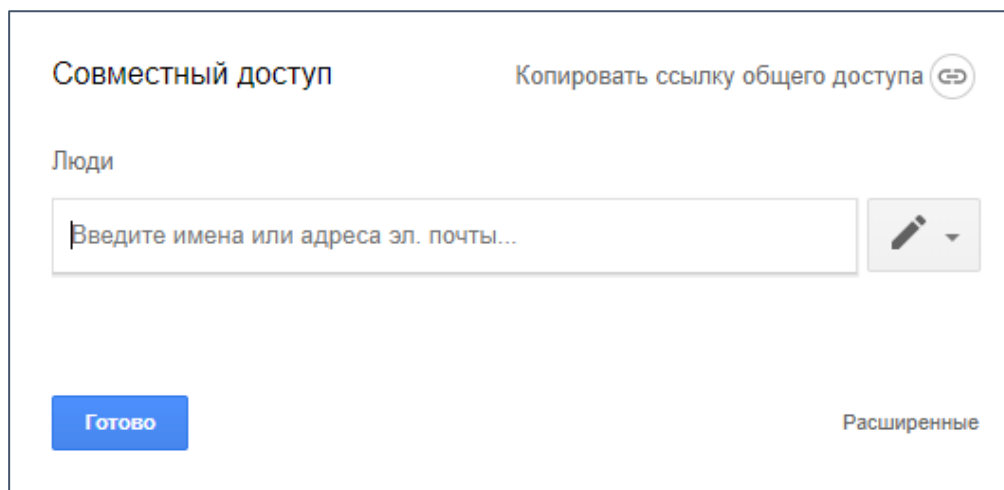 Совместный доступ
Копировать ссылку общего доступа
Люди
Введите имена или адреса эл. почты...
Готово
Расширенные